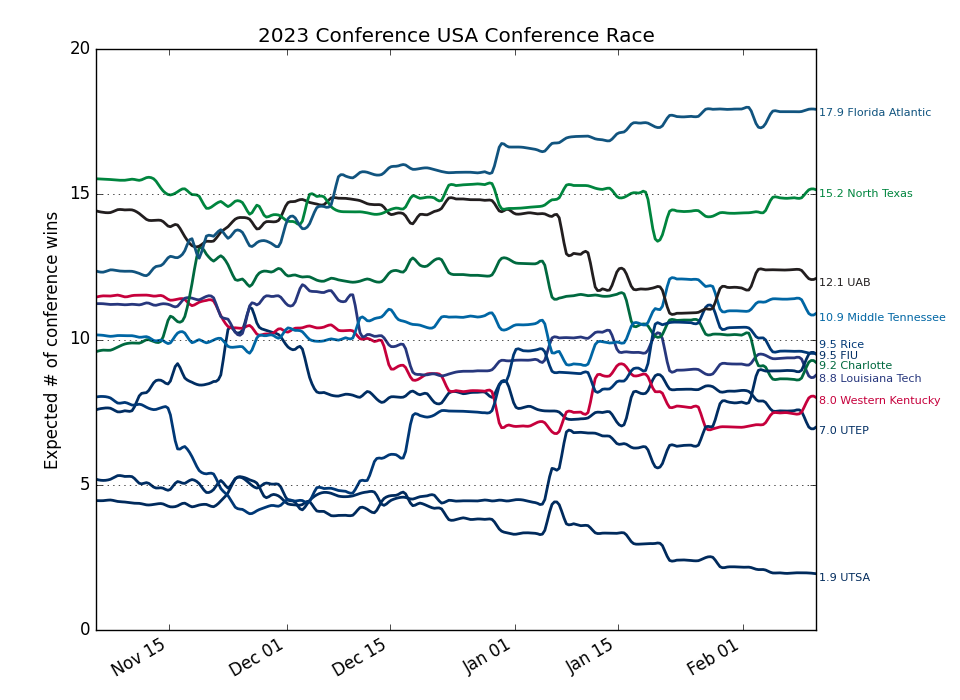 2023 Conference USA Conference Race
Expected # of conference wins
20
15
10
5
0
17.9 Florida Atlantic
15.2 North Texas
12.1 UAB
10.9 Middle Tennessee
9.5 Rice
9.5 FIU
9.2 Charlotte
8.8 Louisiana Tech
8.0 Western Kentucky
7.0 UTEP
1.9 UTSA
Nov 15
Dec 01
Dec 15
Jan 01
Jan 15
Feb 01